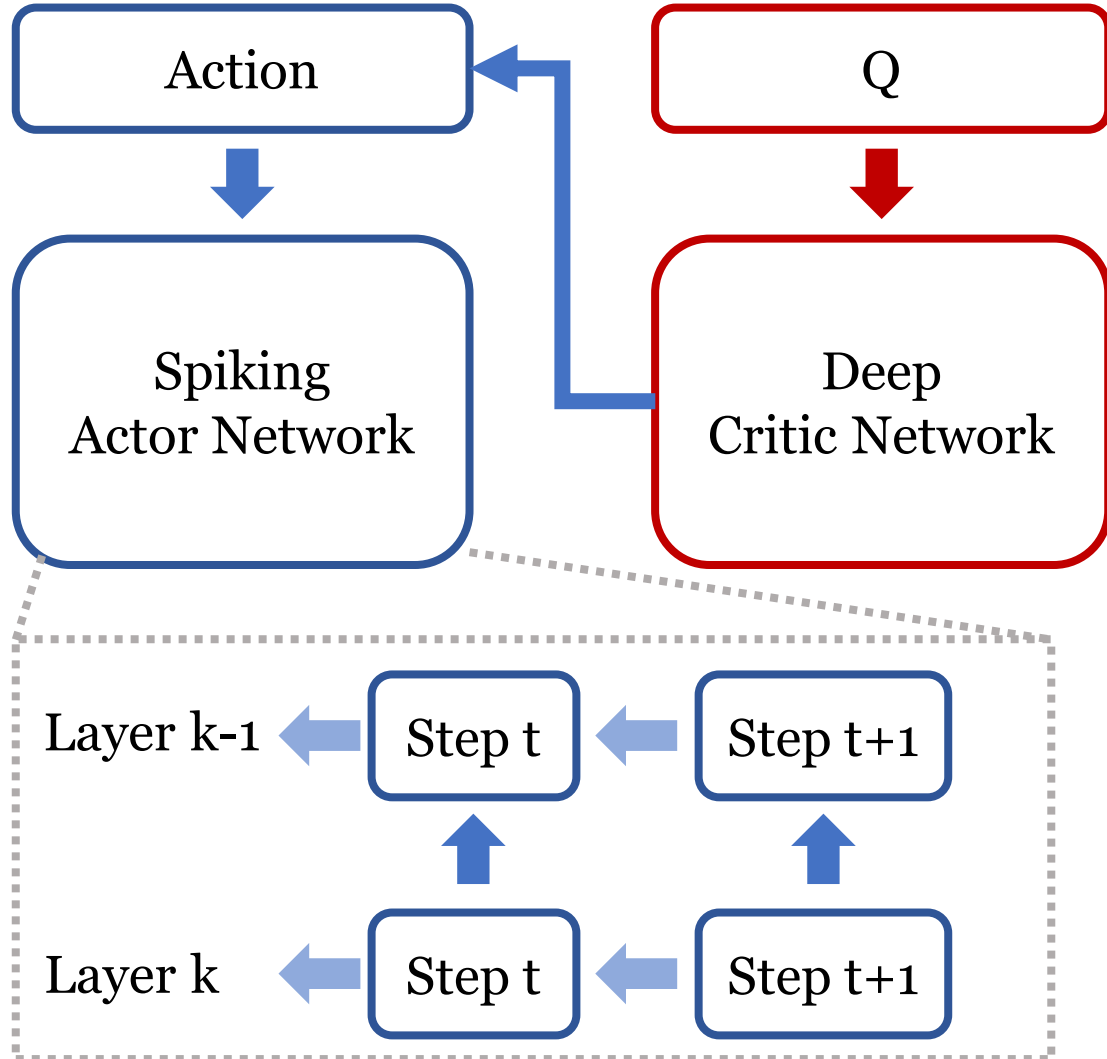 Action
Q
Spiking
Actor Network
Deep
Critic Network
Layer k-1
Step t
Step t+1
Layer k
Step t
Step t+1